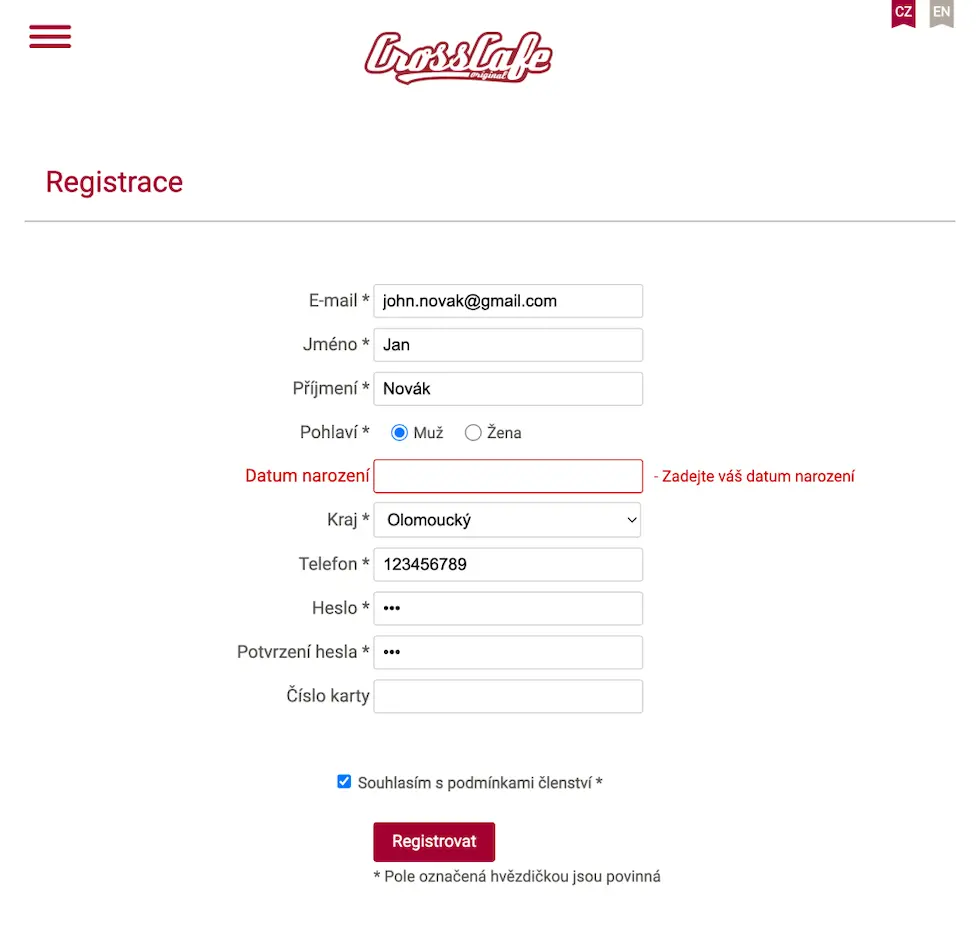 CZ EN
CrossCafe
original
Registrace
E-mail * john.novak@gmail.com
Jméno * Jan
Příjmení * Novák
Pohlaví * Muž Žena
Datum narození - Zadejte váš datum narození
Kraj * Olomoucký
Telefon * 123456789
Heslo * •••
Potvrzení hesla * •••
Číslo karty
Souhlasím s podmínkami členství *
Registrovat
* Pole označená hvězdičkou jsou povinná